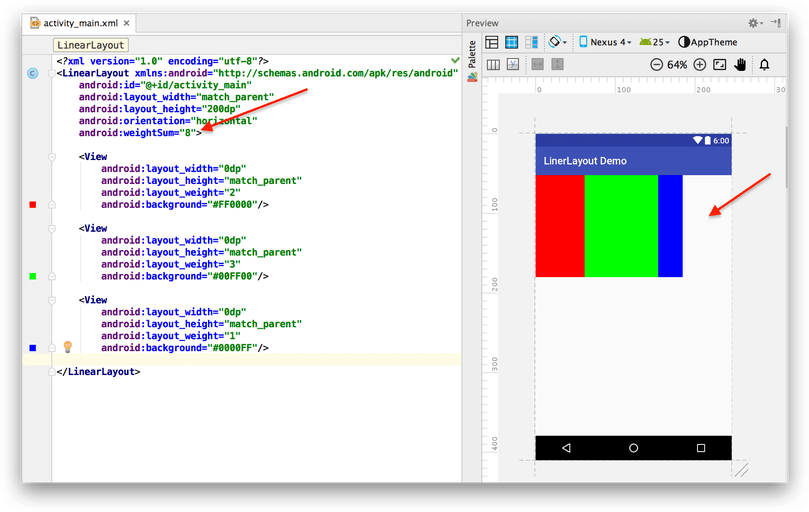 activity_main.xml
Preview
LinearLayout
Palette
Nexus 4
25
AppTheme
64%
<?xml version="1.0" encoding="utf-8"?>
<LinearLayout xmlns:android="http://schemas.android.com/apk/res/android"
android:id="@+id/activity_main"
android:layout_width="match_parent"
android:layout_height="200dp"
android:orientation="horizontal"
android:weightSum="8">
<View
android:layout_width="0dp"
android:layout_height="match_parent"
android:layout_weight="2"
android:background="#FF0000"/>
<View
android:layout_width="0dp"
android:layout_height="match_parent"
android:layout_weight="3"
android:background="#00FF00"/>
<View
android:layout_width="0dp"
android:layout_height="match_parent"
android:layout_weight="1"
android:background="#0000FF"/>
</LinearLayout>
C
0
100
200
0
100
200
300
400
6:00
LinerLayout Demo